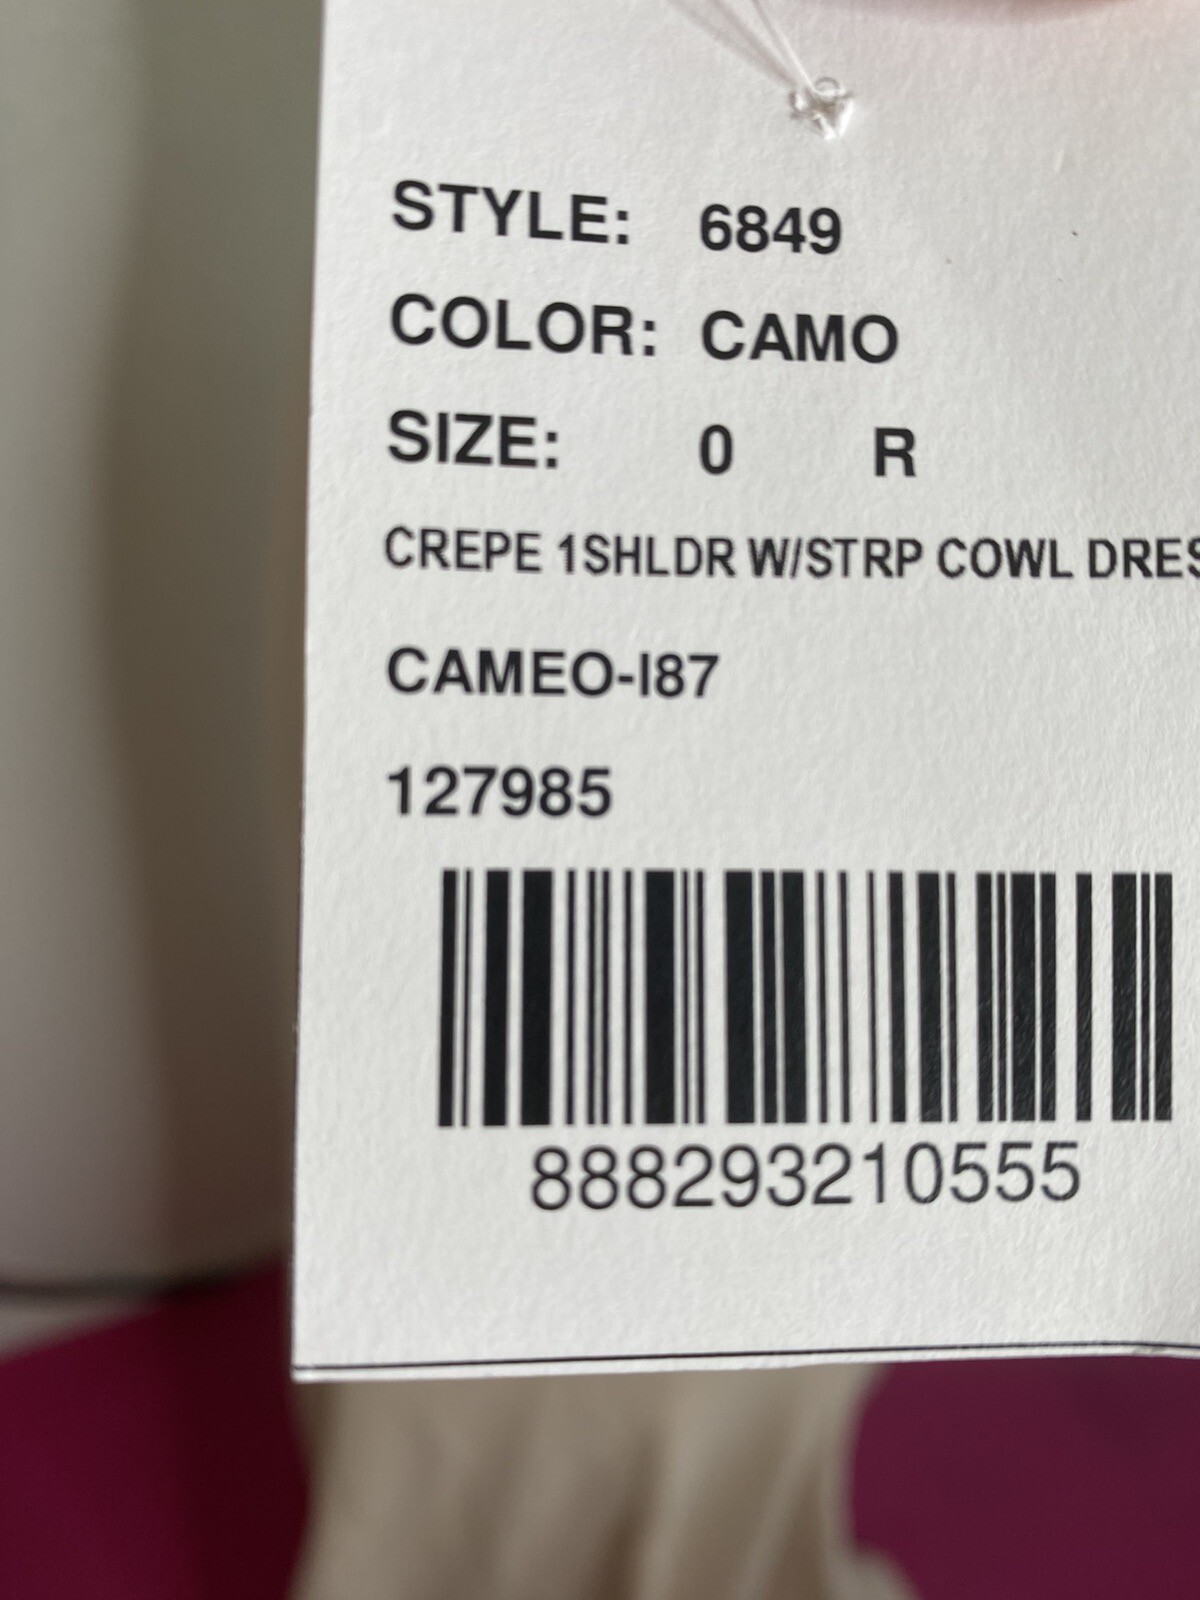 STYLE: 6849
COLOR: CAMO
SIZE: 0 R
CREPE 1SHLDR W/STRP COWL DRES
CAMEO-I87
127985
888293210555